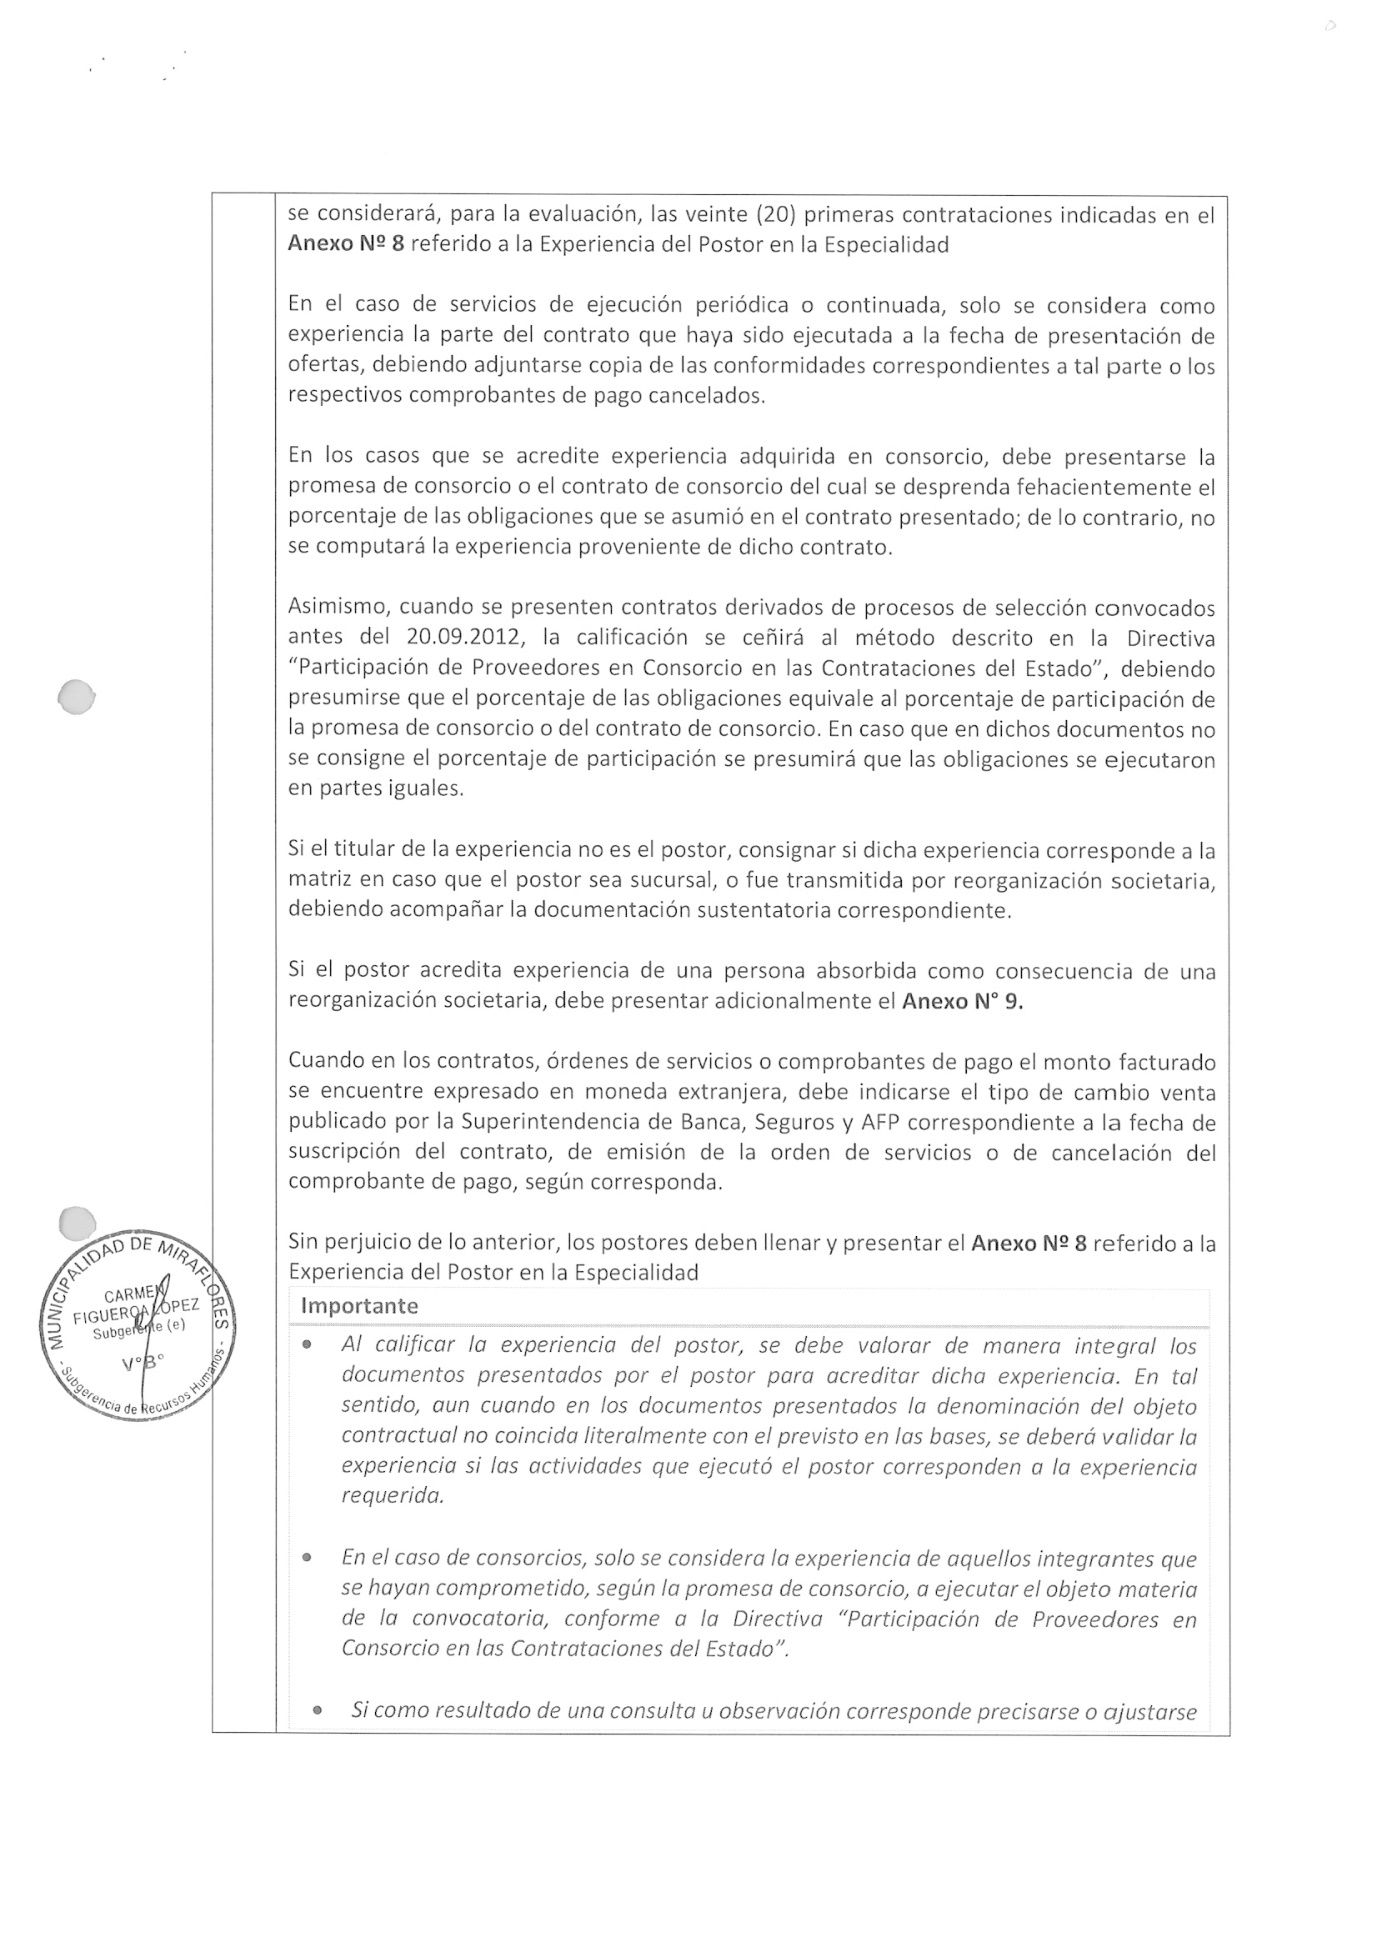 se considerará, para la evaluación, las veinte (20) primeras contrataciones indicadas en el
Anexo Nº 8 referido a la Experiencia del Postor en la Especialidad
En el caso de servicios de ejecución periódica o continuada, solo se considera como
experiencia la parte del contrato que haya sido ejecutada a la fecha de presentación de
ofertas, debiendo adjuntarse copia de las conformidades correspondientes a tal parte o los
respectivos comprobantes de pago cancelados.
En los casos que se acredite experiencia adquirida en consorcio, debe presentarse la
promesa de consorcio o el contrato de consorcio del cual se desprenda fehacientemente el
porcentaje de las obligaciones que se asumió en el contrato presentado; de lo contrario, no
se computará la experiencia proveniente de dicho contrato.
Asimismo, cuando se presenten contratos derivados de procesos de selección convocados
antes del 20.09.2012, la calificación se ceñirá al método descrito en la Directiva
“Participación de Proveedores en Consorcio en las Contrataciones del Estado”, debiendo
presumirse que el porcentaje de las obligaciones equivale al porcentaje de participación de
la promesa de consorcio o del contrato de consorcio. En caso que en dichos documentos no
se consigne el porcentaje de participación se presumirá que las obligaciones se ejecutaron
en partes iguales.
Si el titular de la experiencia no es el postor, consignar si dicha experiencia corresponde a la
matriz en caso que el postor sea sucursal, o fue transmitida por reorganización societaria,
debiendo acompañar la documentación sustentatoria correspondiente.
Si el postor acredita experiencia de una persona absorbida como consecuencia de una
reorganización societaria, debe presentar adicionalmente el Anexo N° 9.
Cuando en los contratos, órdenes de servicios o comprobantes de pago el monto facturado
se encuentre expresado en moneda extranjera, debe indicarse el tipo de cambio venta
publicado por la Superintendencia de Banca, Seguros y AFP correspondiente a la fecha de
suscripción del contrato, de emisión de la orden de servicios o de cancelación del
comprobante de pago, según corresponda.
Sin perjuicio de lo anterior, los postores deben llenar y presentar el Anexo Nº 8 referido a la
Experiencia del Postor en la Especialidad
Importante
• Al calificar la experiencia del postor, se debe valorar de manera integral los
documentos presentados por el postor para acreditar dicha experiencia. En tal
sentido, aun cuando en los documentos presentados la denominación del objeto
contractual no coincida literalmente con el previsto en las bases, se deberá validar la
experiencia si las actividades que ejecutó el postor corresponden a la experiencia
requerida.
• En el caso de consorcios, solo se considera la experiencia de aquellos integrantes que
se hayan comprometido, según la promesa de consorcio, a ejecutar el objeto materia
de la convocatoria, conforme a la Directiva “Participación de Proveedores en
Consorcio en las Contrataciones del Estado”.
• Si como resultado de una consulta u observación corresponde precisarse o ajustarse
- MUNICIPALIDAD DE MIRAFLORES -
CARMEN
FIGUEROA LOPEZ
Subgerente (e)
V°B°
Subgerencia de Recursos Humanos